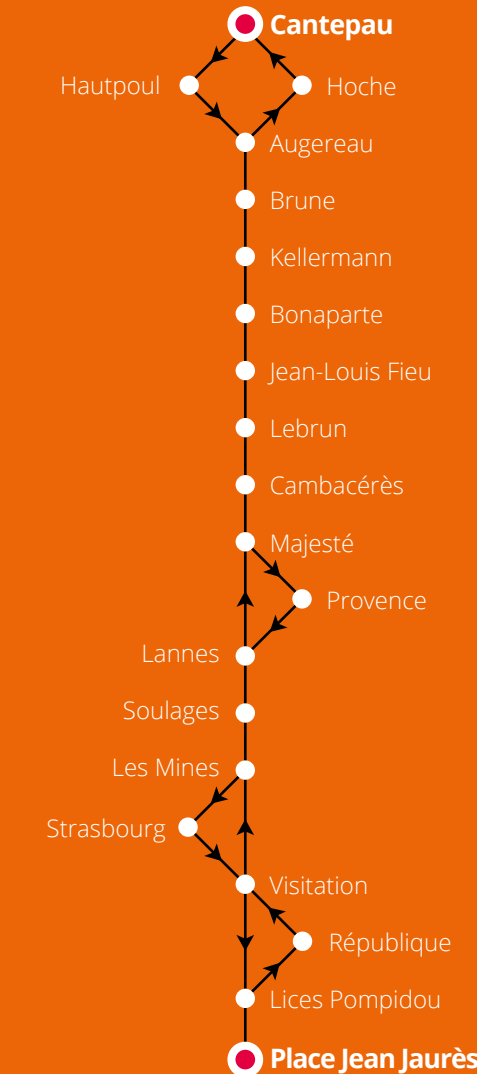 Cantepau
Hautpoul
Hoche
Augereau
Brune
Kellermann
Bonaparte
Jean-Louis Fieu
Lebrun
Cambacérès
Majesté
Provence
Lannes
Soulages
Les Mines
Strasbourg
Visitation
République
Lices Pompidou
Place Jean Jaurès